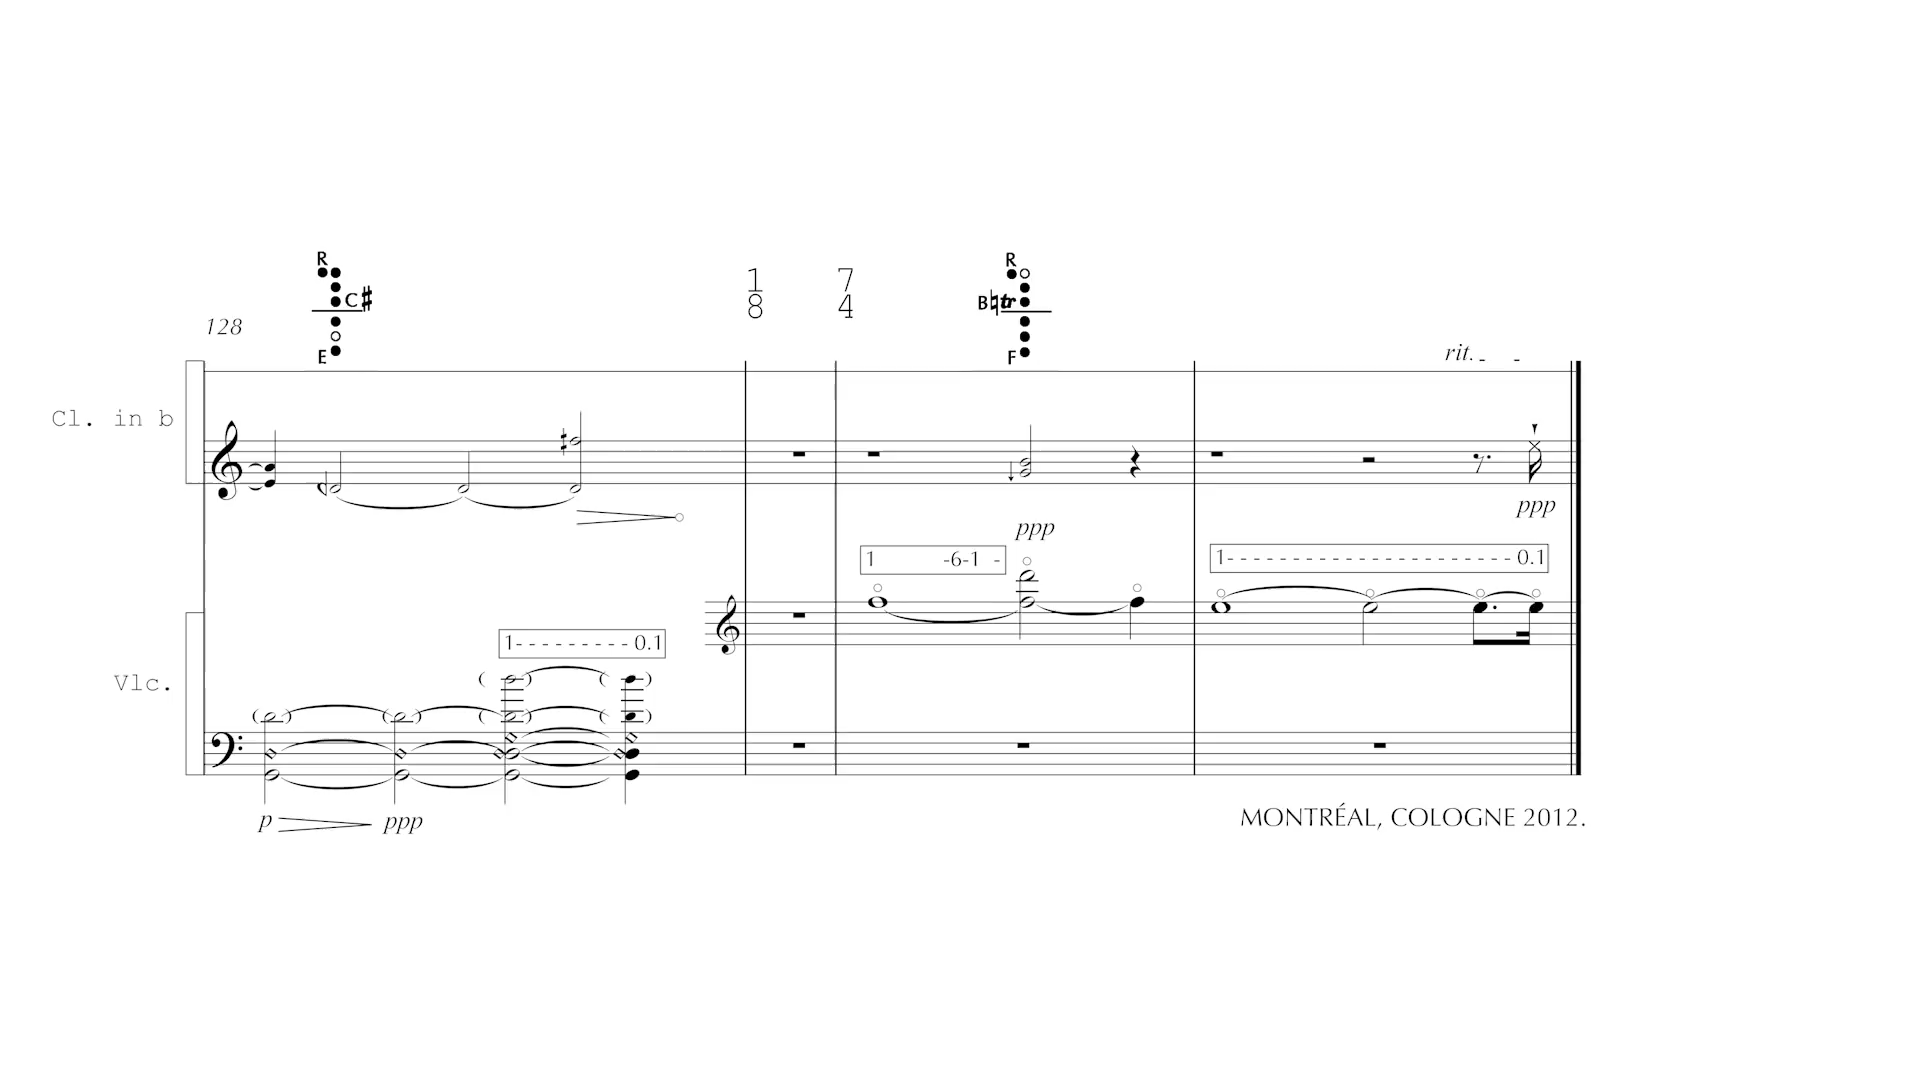 R
C♯
E
1
8
7
4
R
B♮tr
F
128
rit. - -
Cl. in b
ppp
ppp
1 -6-1 -
1- - - - - - - - - - - - - - - - - - - - 0.1
1- - - - - - - - - 0.1
Vlc.
p
ppp
MONTRÉAL, COLOGNE 2012.